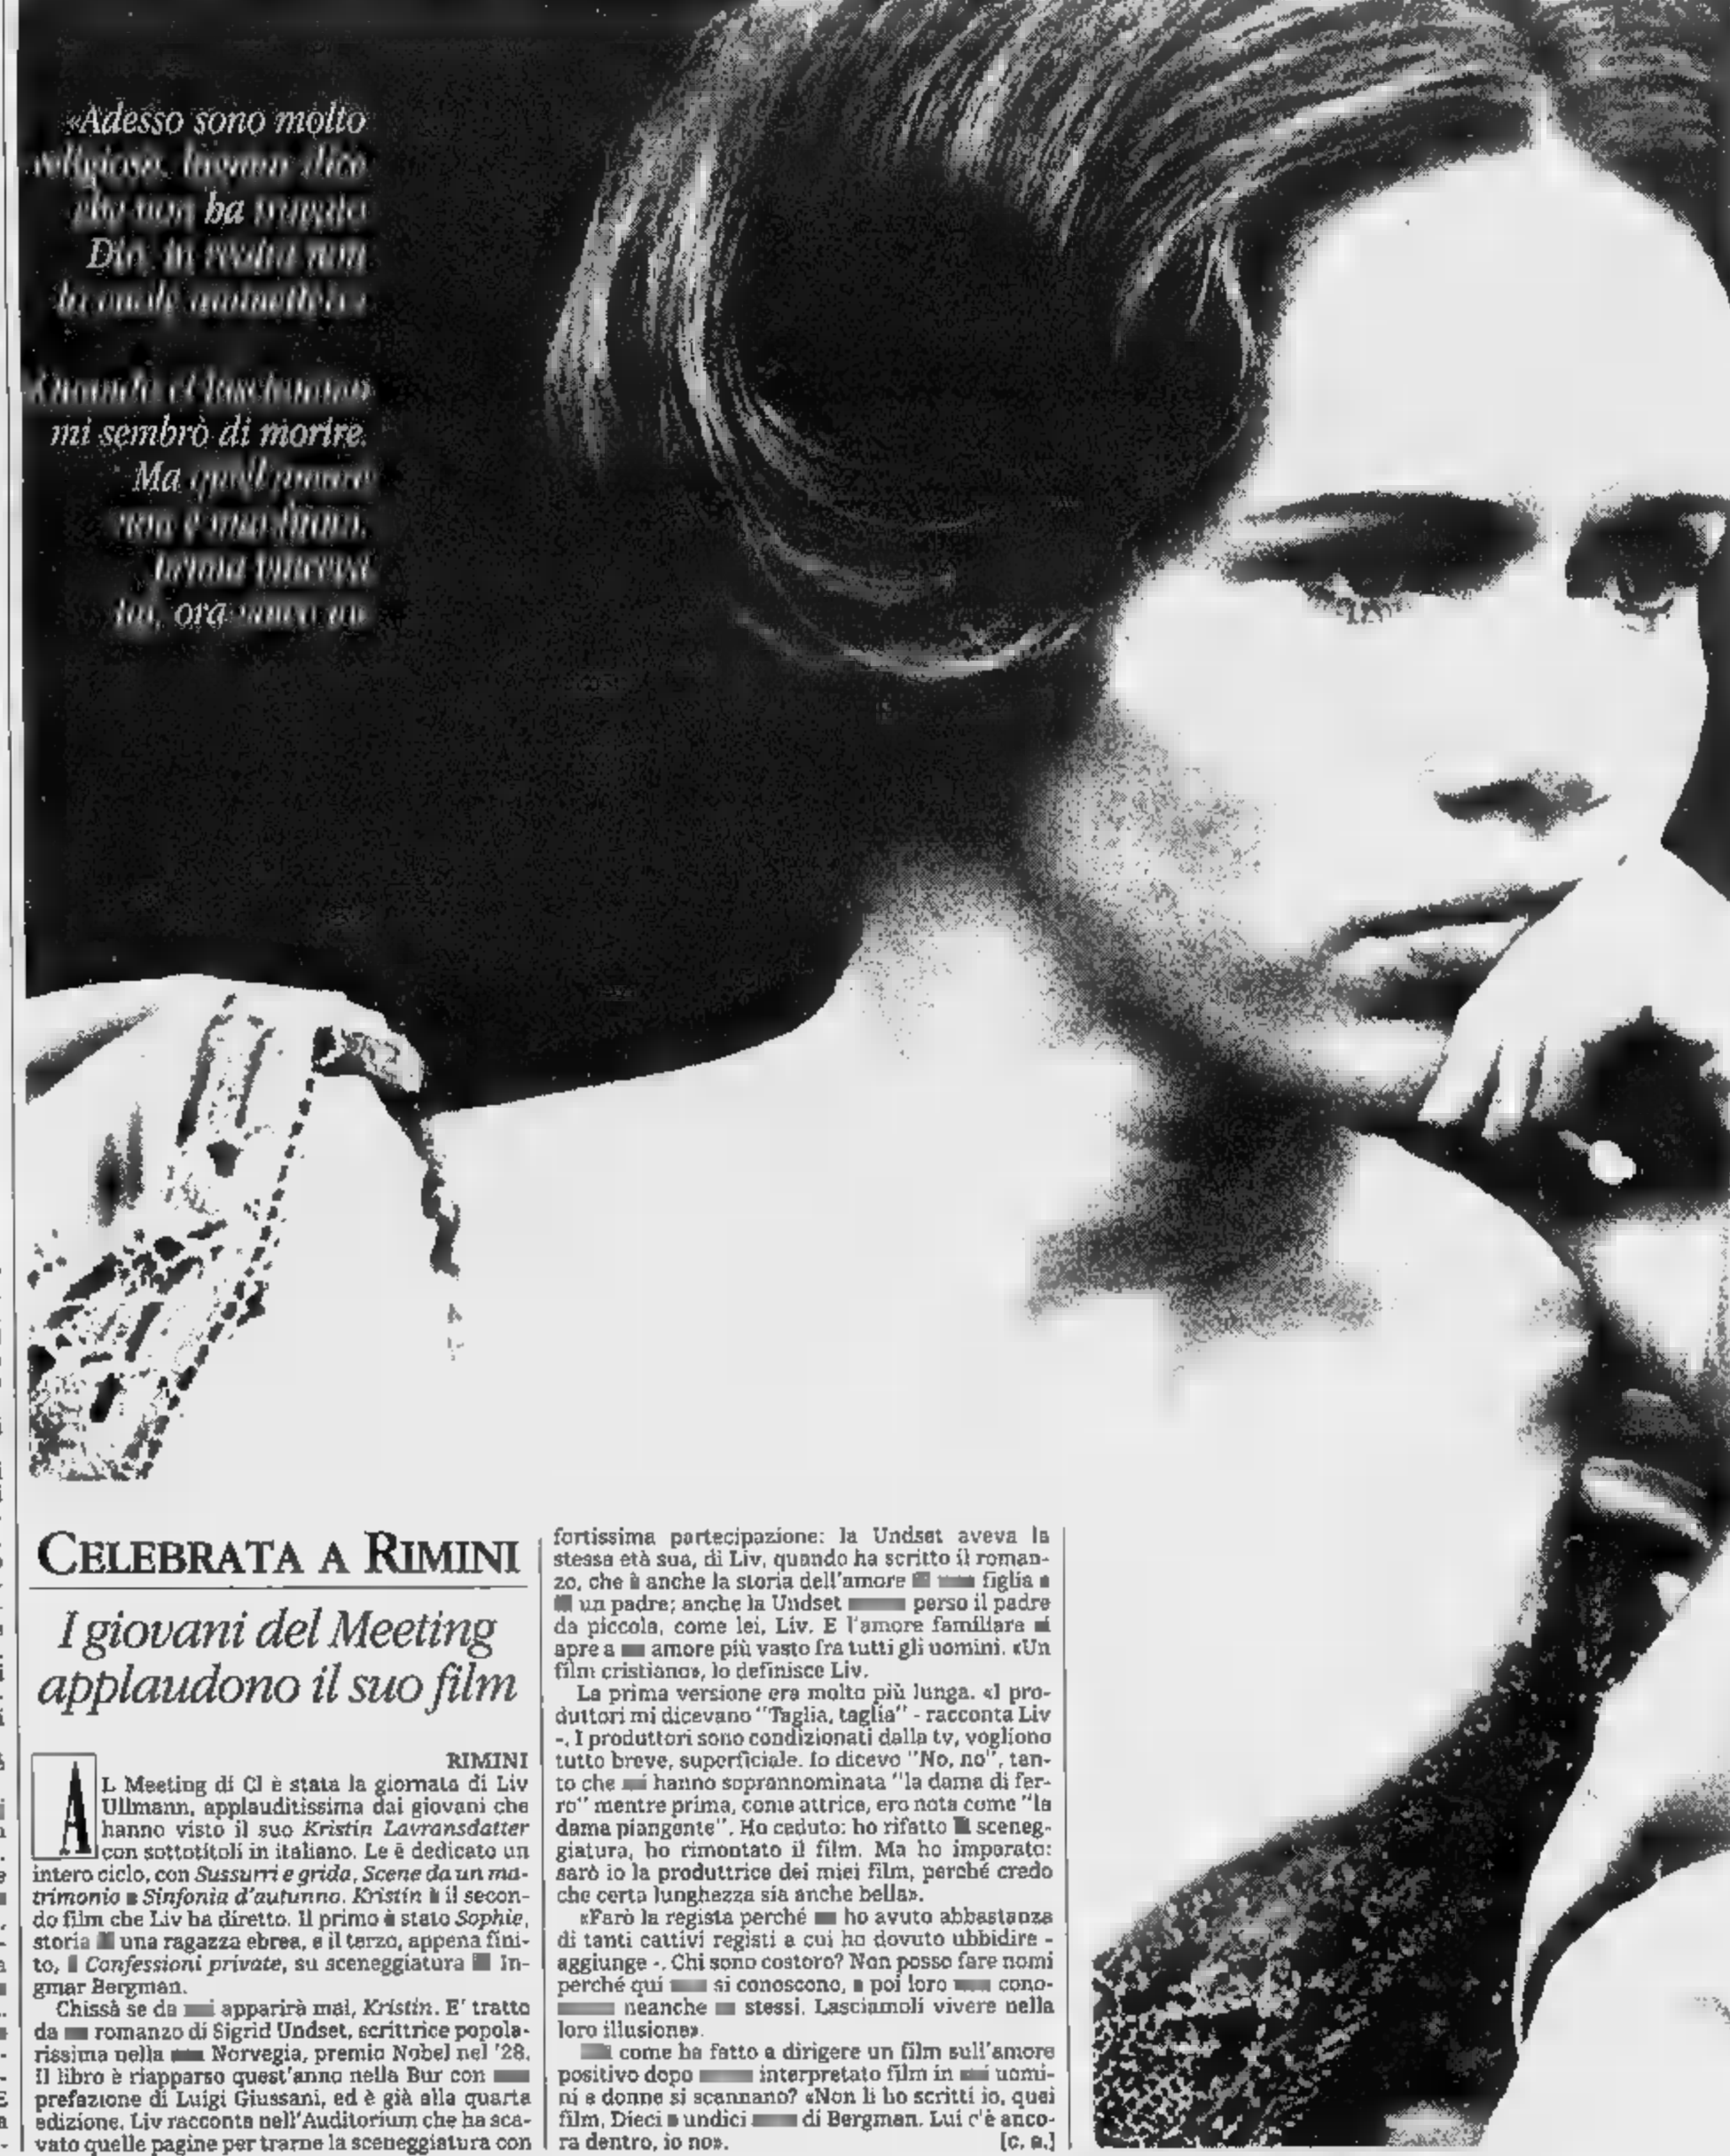 «Adesso sono molto
ha
Dio, in realtà non
mi sembrò di morire.
Ma
ora
CELEBRATA A RIMINI
I giovani del Meeting
applaudono il suo film
RIMINI
AL Meeting di Cl è stata la giornata di Liv
Ullmann, applauditissima dai giovani che
hanno visto il suo Kristin Lavransdatter
con sottotitoli in italiano. Le è dedicato un
intero ciclo, con Sussurri e grida, Scene da un ma-
trimonio Sinfonia d'autunno. Kristin il secon-
do film che Liv ha diretto. Il primo è stato Sophie,
storia una ragazza ebrea, e il terzo, appena fini-
to, Confessioni private, su sceneggiatura In-
gmar Bergman.
Chissà se da apparirà mai, Kristin. E' tratto
da romanzo di Sigrid Undset, scrittrice popola-
rissima nella Norvegia, premio Nobel nel '28.
Il libro è riapparso quest'anno nella Bur con
prefazione di Luigi Giussani, ed è già alla quarta
edizione. Liv racconta nell'Auditorium che ha sca-
vato quelle pagine per trarne la sceneggiatura con
fortissima partecipazione: la Undset aveva la
stessa età sua, di Liv, quando ha scritto il roman-
zo, che è anche la storia dell'amore figlia
un padre; anche la Undset perso il padre
da piccola, come lei, Liv. E l'amore familiare
apre a amore più vasto fra tutti gli uomini. «Un
film cristiano», lo definisce Liv.
La prima versione era molto più lunga. «I pro-
duttori mi dicevano "Taglia, taglia" - racconta Liv
-. I produttori sono condizionati dalla tv, vogliono
tutto breve, superficiale. Io dicevo "No, no", tan-
to che mi hanno soprannominata "la dama di fer-
ro" mentre prima, come attrice, ero nota come "la
dama piangente". Ho ceduto: ho rifatto sceneg-
giatura, ho rimontato il film. Ma ho imparato:
sarò io la produttrice dei miei film, perché credo
che certa lunghezza sia anche bella».
«Farò la regista perché ho avuto abbastanza
di tanti cattivi registi a cui ho dovuto ubbidire -
aggiunge -. Chi sono costoro? Non posso fare nomi
perché qui si conoscono, poi loro cono-
neanche stessi. Lasciamoli vivere nella
loro illusione».
come ha fatto a dirigere un film sull'amore
positivo dopo interpretato film in uomi-
ni e donne si scannano? «Non li ho scritti io, quei
film. Dieci undici di Bergman. Lui c'è anco-
ra dentro, io no». [c. a.]